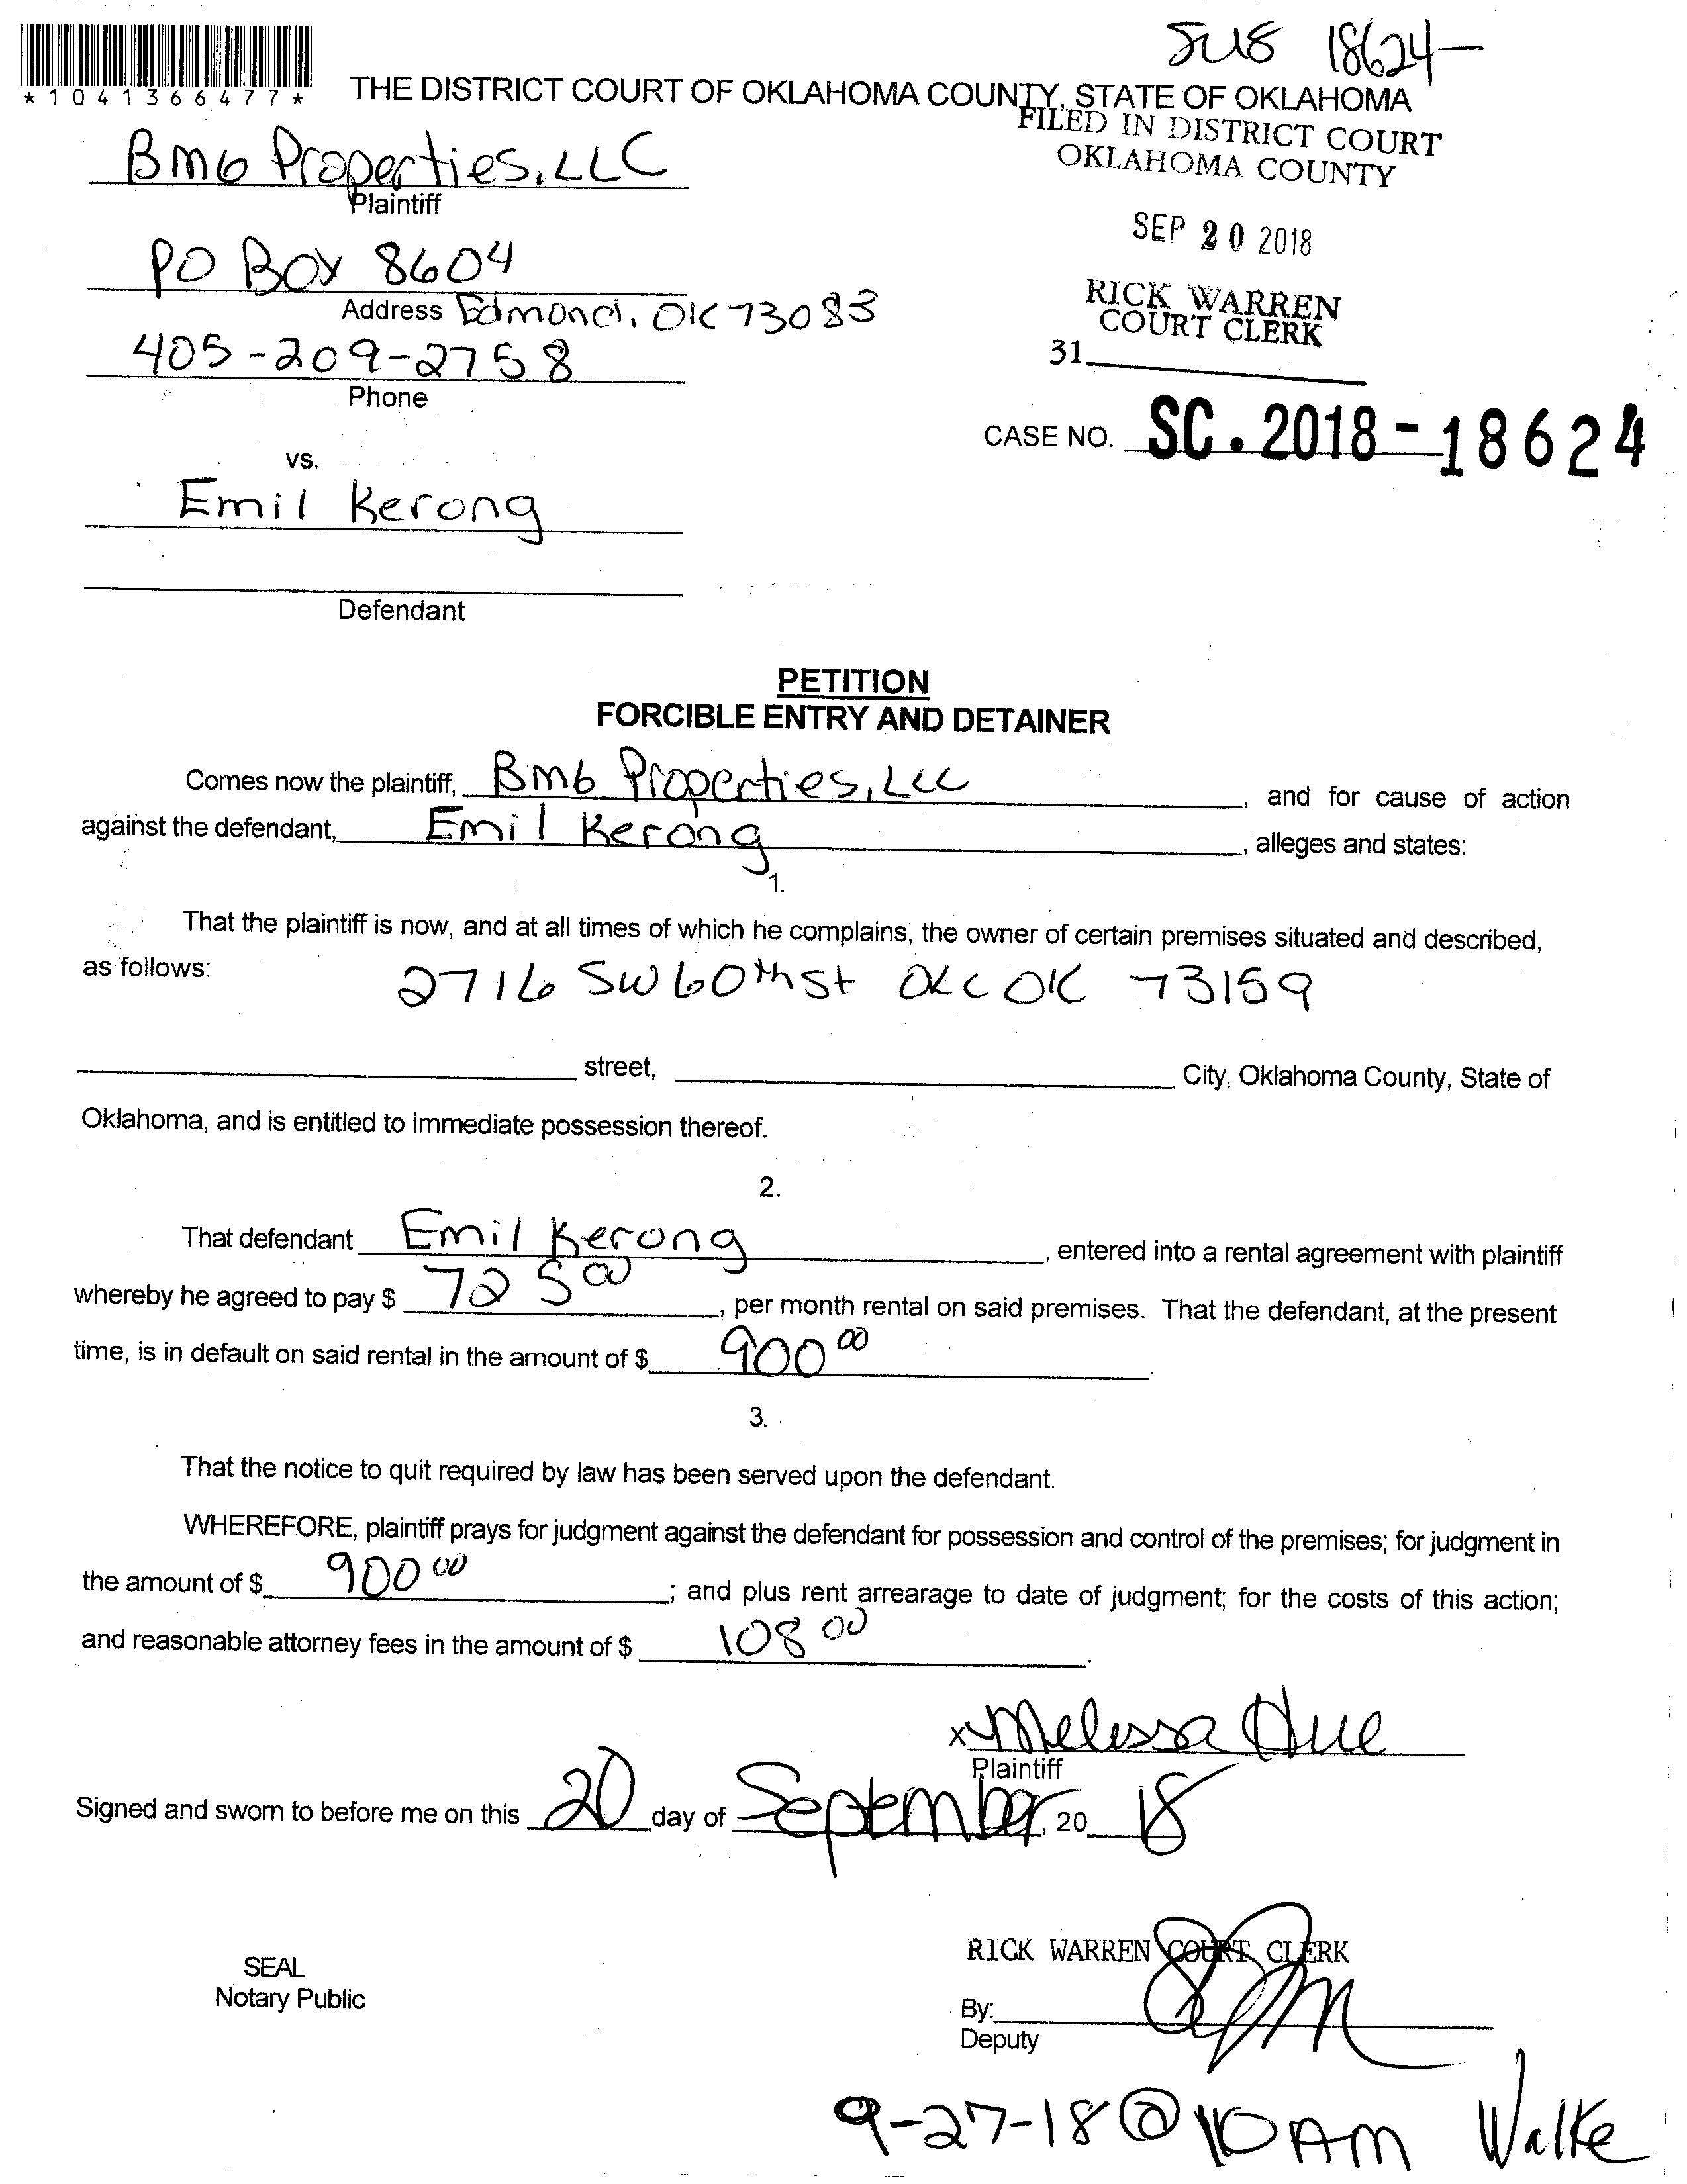 18624-
*1041366477*
THE DISTRICT COURT OF OKLAHOMA COUNTY, STATE OF OKLAHOMA
FILED IN DISTRICT COURT
OKLAHOMA COUNTY
Bmb Properties, LLC
Plaintiff
SEP 20 2018
PO Box 8604
Address Edmond, OK 73083
RICK WARREN
COURT CLERK
405-209-2758
31
Phone
CASE NO. SC. 2018-18624
vs.
Emil Kerong
Defendant
PETITION
FORCIBLE ENTRY AND DETAINER
Comes now the plaintiff, Bmb Properties, LLC, and for cause of action
against the defendant, Emil Kerong, alleges and states:
1.
That the plaintiff is now, and at all times of which he complains, the owner of certain premises situated and described,
as follows: 2716 SW 60th St OKC OK 73159
street, City, Oklahoma County, State of
Oklahoma, and is entitled to immediate possession thereof.
2.
That defendant Emil Kerong, entered into a rental agreement with plaintiff
whereby he agreed to pay $ 725 00, per month rental on said premises. That the defendant, at the present
time, is in default on said rental in the amount of $ 900 00.
3.
That the notice to quit required by law has been served upon the defendant.
WHEREFORE, plaintiff prays for judgment against the defendant for possession and control of the premises; for judgment in
the amount of $ 900 00; and plus rent arrearage to date of judgment; for the costs of this action;
and reasonable attorney fees in the amount of $ 108 00.
x Melissa Hue
Plaintiff
Signed and sworn to before me on this 20 day of September, 20 18
RICK WARREN COURT CLERK
SEAL
Notary Public
By:
Deputy
9-27-18 @ 10 AM Walke